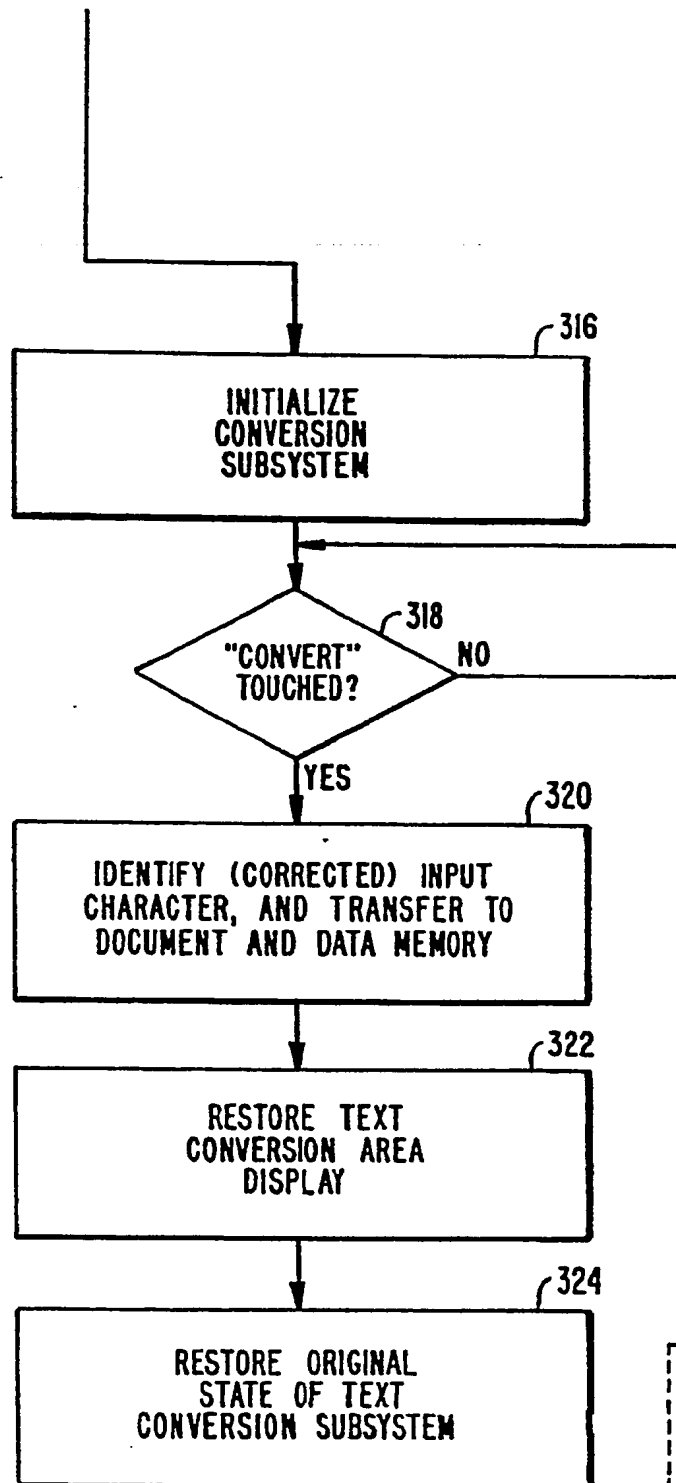 316
INITIALIZE
CONVERSION
SUBSYSTEM
318
"CONVERT"
TOUCHED?
NO
YES
320
IDENTIFY (CORRECTED) INPUT
CHARACTER, AND TRANSFER TO
DOCUMENT AND DATA MEMORY
322
RESTORE TEXT
CONVERSION AREA
DISPLAY
324
RESTORE ORIGINAL
STATE OF TEXT
CONVERSION SUBSYSTEM